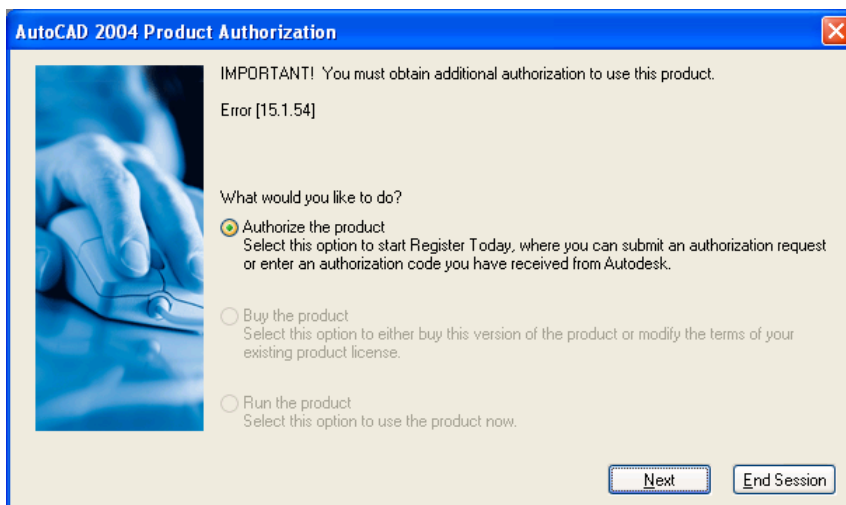 AutoCAD 2004 Product Authorization
IMPORTANT! You must obtain additional authorization to use this product.
Error [15.1.54]
What would you like to do?
Authorize the product
Select this option to start Register Today, where you can submit an authorization request
or enter an authorization code you have received from Autodesk.
Buy the product
Select this option to either buy this version of the product or modify the terms of your
existing product license.
Run the product
Select this option to use the product now.
Next
End Session